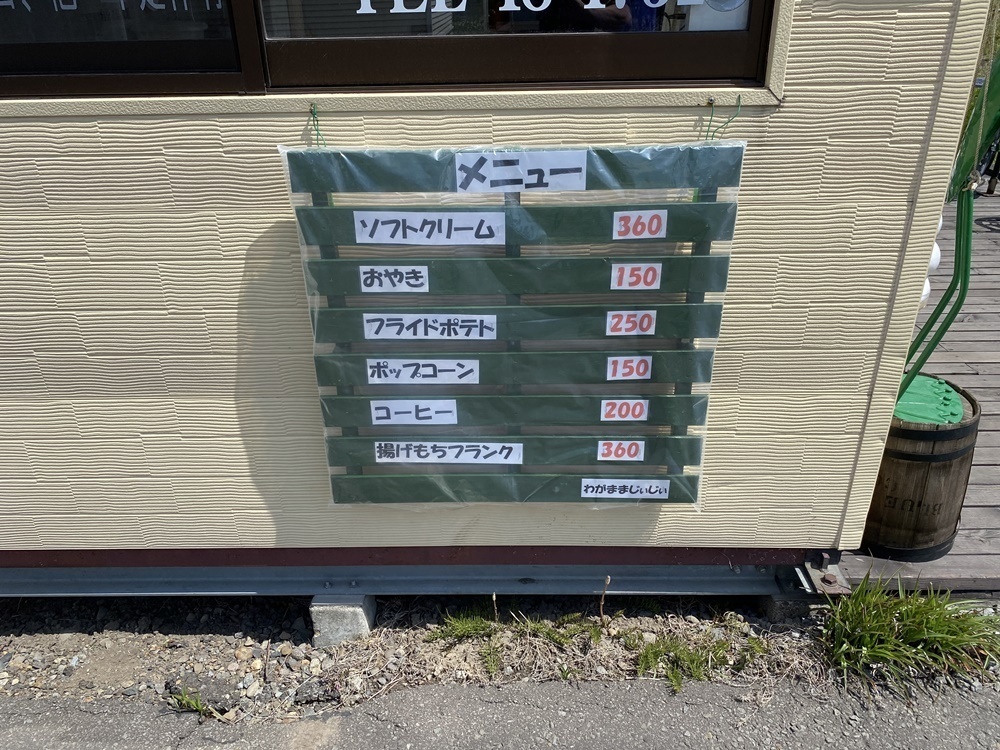 メニュー
ソフトクリーム 360
おやき 150
フライドポテト 250
ポップコーン 150
コーヒー 200
揚げもちフランク 360
わがままじぃじぃ